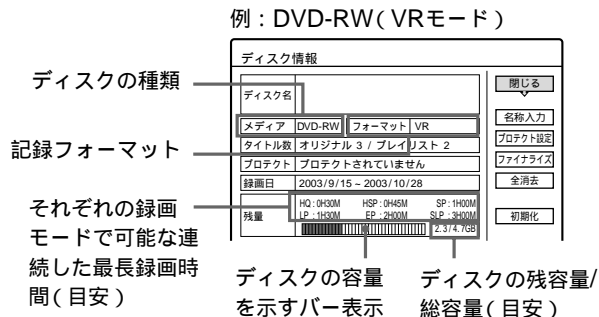 例：DVD-RW（VRモード）
ディスク情報
ディスク名
メディア DVD-RW フォーマット VR
タイトル数 オリジナル 3 / プレイリスト 2
プロテクト プロテクトされていません
録画日 2003/9/15 ~ 2003/10/28
残量
HQ : 0H30M HSP : 0H45M SP : 1H00M
LP : 1H30M EP : 2H00M SLP : 3H00M
2.3 / 4.7GB
閉じる
名称入力
プロテクト設定
ファイナライズ
全消去
初期化
ディスクの種類
記録フォーマット
それぞれの録画
モードで可能な連
続した最長録画時
間（目安）
ディスクの容量
を示すバー表示
ディスクの残容量/
総容量（目安）